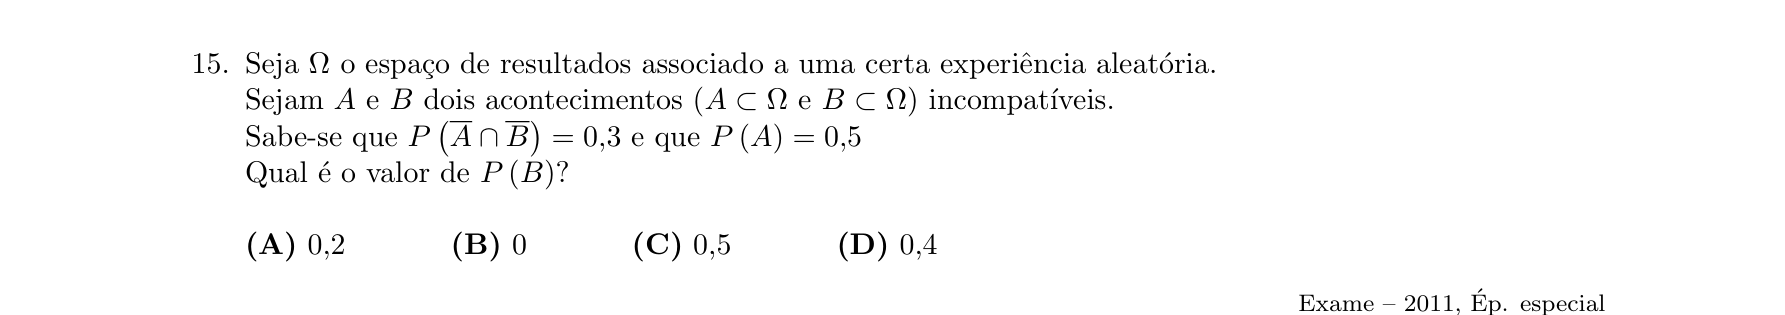 15. Seja Ω o espaço de resultados associado a uma certa experiência aleatória.
Sejam A e B dois acontecimentos (A ⊂ Ω e B ⊂ Ω) incompatíveis.
Sabe-se que P (A̅ ∩ B̅) = 0,3 e que P (A) = 0,5
Qual é o valor de P (B)?
(A) 0,2 (B) 0 (C) 0,5 (D) 0,4
Exame – 2011, Ép. especial